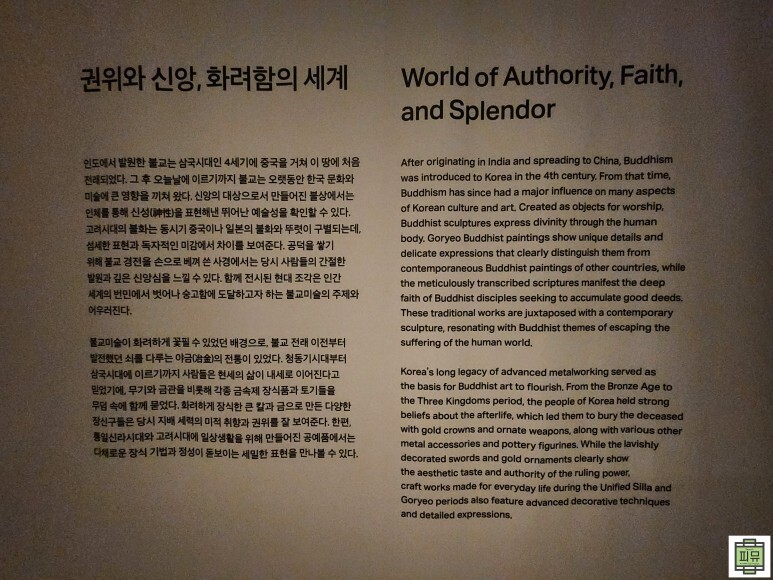 권위와 신앙, 화려함의 세계
인도에서 발원한 불교는 삼국시대인 4세기에 중국을 거쳐 이 땅에 처음
전래되었다. 그 후 오늘날에 이르기까지 불교는 오랫동안 한국 문화와
미술에 큰 영향을 끼쳐 왔다. 신앙의 대상으로서 만들어진 불상에서는
인체를 통해 신성(神性)을 표현해낸 뛰어난 예술성을 확인할 수 있다.
고려시대의 불화는 동시기 중국이나 일본의 불화와 뚜렷이 구별되는데,
섬세한 표현과 독자적인 미감에서 차이를 보여준다. 공덕을 쌓기
위해 불교 경전을 손으로 베껴 쓴 사경에서는 당시 사람들의 간절한
발원과 깊은 신앙심을 느낄 수 있다. 함께 전시된 현대 조각은 인간
세계의 번민에서 벗어나 숭고함에 도달하고자 하는 불교미술의 주제와
어우러진다.
불교미술이 화려하게 꽃필 수 있었던 배경으로, 불교 전래 이전부터
발전했던 쇠를 다루는 야금(冶金)의 전통이 있었다. 청동기시대부터
삼국시대에 이르기까지 사람들은 현세의 삶이 내세로 이어진다고
믿었기에, 무기와 금관을 비롯해 각종 금속제 장식품과 토기들을
무덤 속에 함께 묻었다. 화려하게 장식한 큰 칼과 금으로 만든 다양한
장신구들은 당시 지배 세력의 미적 취향과 권위를 잘 보여준다. 한편,
통일신라시대와 고려시대에 일상생활을 위해 만들어진 공예품에서는
다채로운 장식 기법과 정성이 돋보이는 세밀한 표현을 만나볼 수 있다.
World of Authority, Faith,
and Splendor
After originating in India and spreading to China, Buddhism
was introduced to Korea in the 4th century. From that time,
Buddhism has since had a major influence on many aspects
of Korean culture and art. Created as objects for worship,
Buddhist sculptures express divinity through the human
body. Goryeo Buddhist paintings show unique details and
delicate expressions that clearly distinguish them from
contemporaneous Buddhist paintings of other countries, while
the meticulously transcribed scriptures manifest the deep
faith of Buddhist disciples seeking to accumulate good deeds.
These traditional works are juxtaposed with a contemporary
sculpture, resonating with Buddhist themes of escaping the
suffering of the human world.
Korea's long legacy of advanced metalworking served as
the basis for Buddhist art to flourish. From the Bronze Age to
the Three Kingdoms period, the people of Korea held strong
beliefs about the afterlife, which led them to bury the deceased
with gold crowns and ornate weapons, along with various other
metal accessories and pottery figurines. While the lavishly
decorated swords and gold ornaments clearly show
the aesthetic taste and authority of the ruling power,
craft works made for everyday life during the Unified Silla and
Goryeo periods also feature advanced decorative techniques
and detailed expressions.
피뮤